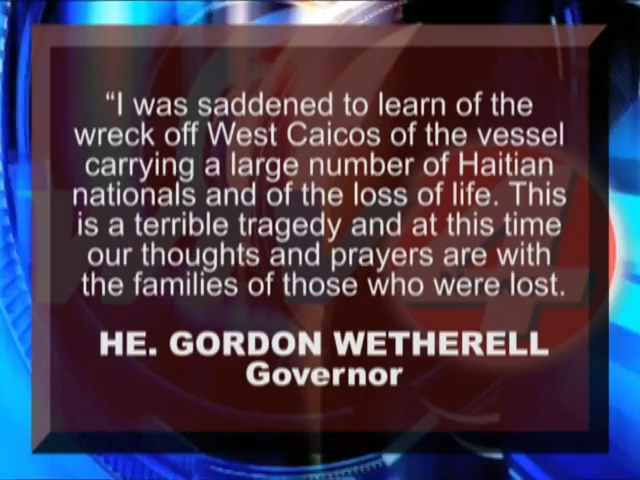 “I was saddened to learn of the
wreck off West Caicos of the vessel
carrying a large number of Haitian
nationals and of the loss of life. This
is a terrible tragedy and at this time
our thoughts and prayers are with
the families of those who were lost.
HE. GORDON WETHERELL
Governor